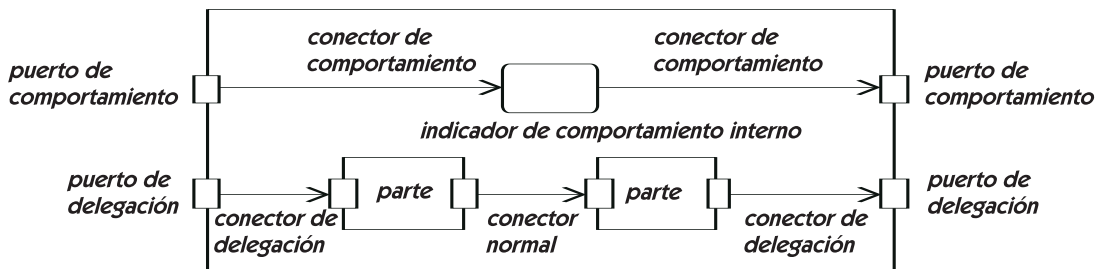 conector de
comportamiento
conector de
comportamiento
puerto de
comportamiento
puerto de
comportamiento
indicador de comportamiento interno
puerto de
delegación
parte
parte
puerto de
delegación
conector de
delegación
conector
normal
conector de
delegación